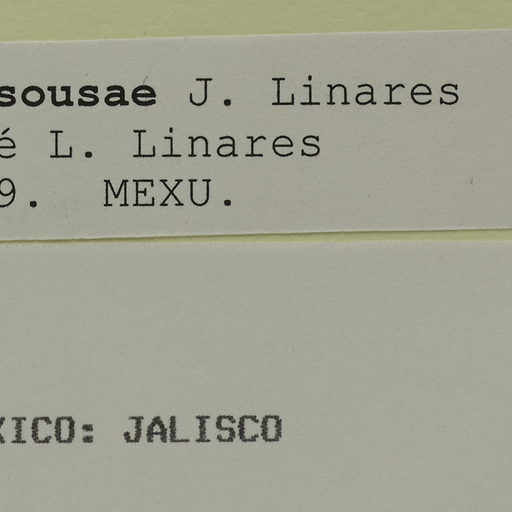 sousae J. Linares
é L. Linares
9. MEXU.
XICO: JALISCO